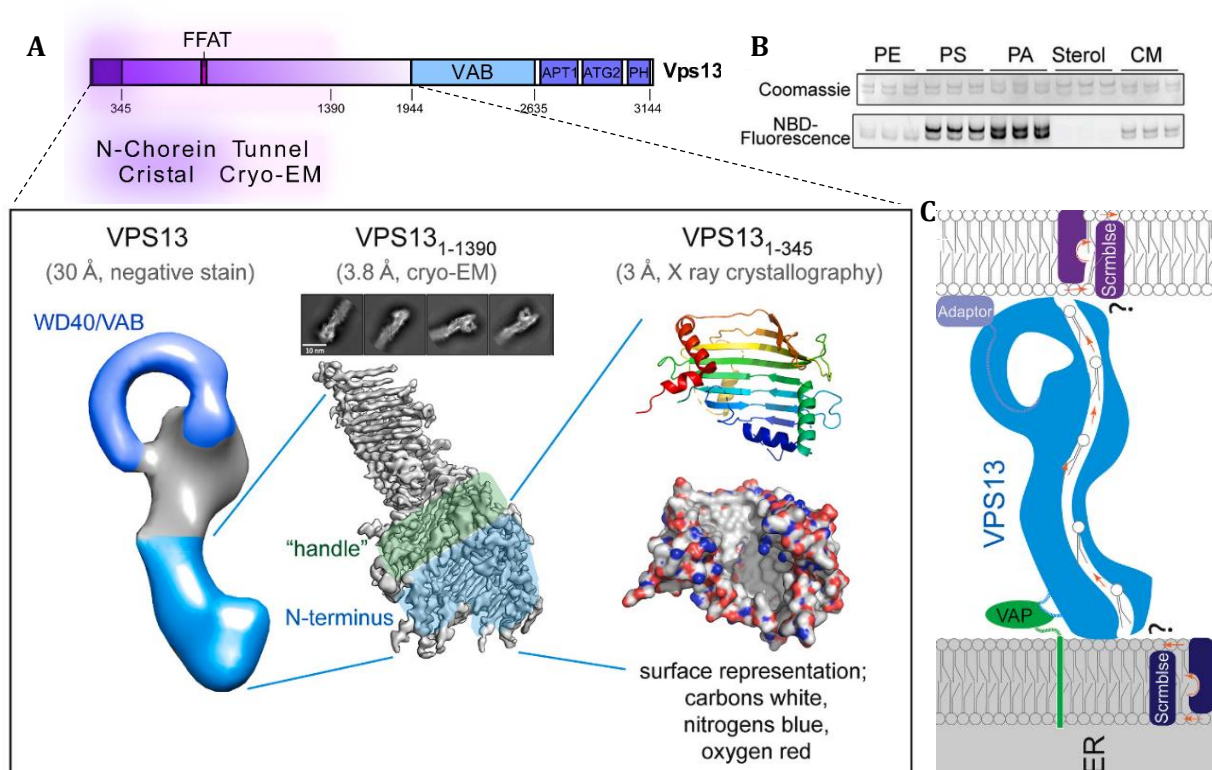 A
FFAT
VAB
APT1
ATG2
PH
Vps13
345
1390
1944
2635
3144
N-Chorein
Cristal
Tunnel
Cryo-EM
B
PE PS PA Sterol CM
Coomassie
NBD-
Fluorescence
VPS13
(30 Å, negative stain)
WD40/VAB
VPS131-1390
(3.8 Å, cryo-EM)
10 nm
"handle"
N-terminus
VPS131-345
(3 Å, X ray crystallography)
surface representation;
carbons white,
nitrogens blue,
oxygen red
C
Scrmblse
?
Adaptor
VPS13
VAP
?
Scrmblse
ER